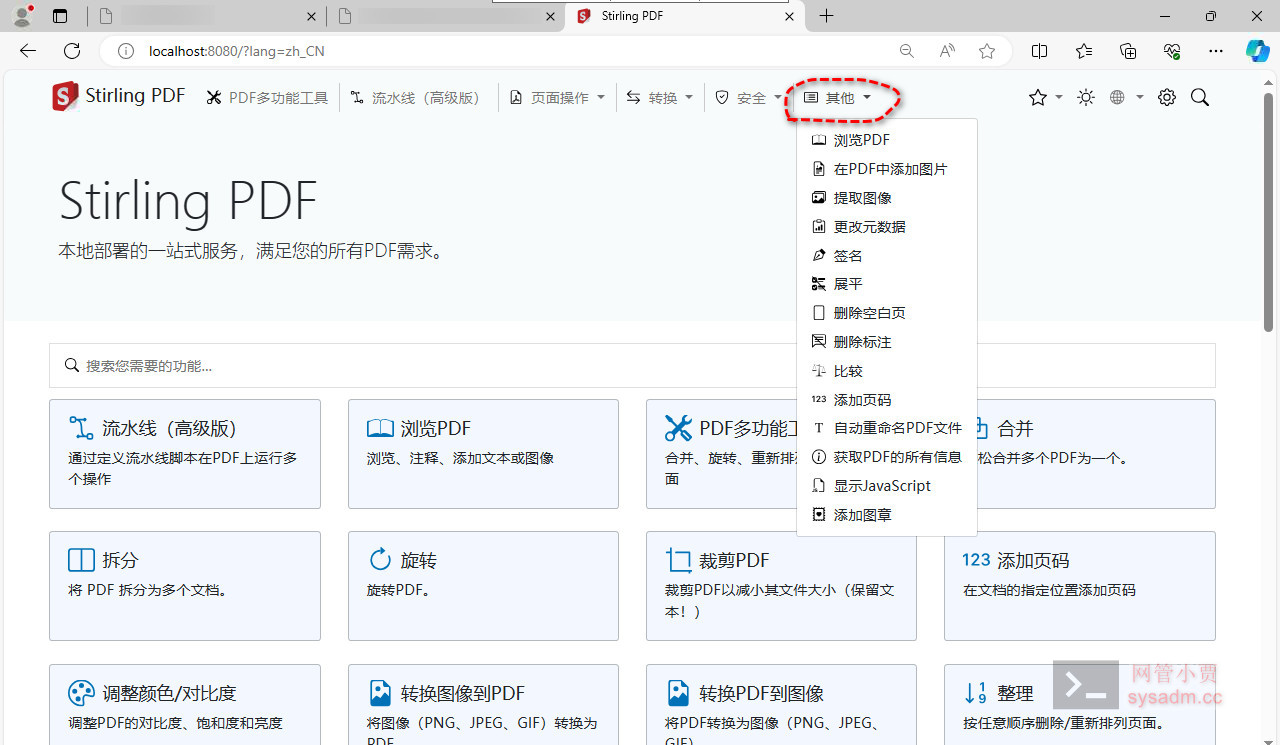 Stirling PDF
localhost:8080/?lang=zh_CN
Stirling PDF
PDF多功能工具
流水线（高级版）
页面操作
转换
安全
其他
浏览PDF
在PDF中添加图片
提取图像
更改元数据
签名
展平
删除空白页
删除标注
比较
123 添加页码
T 自动重命名PDF文件
获取PDF的所有信息
显示JavaScript
添加图章
Stirling PDF
本地部署的一站式服务，满足您的所有PDF需求。
搜索您需要的功能...
流水线（高级版）
通过定义流水线脚本在PDF上运行多
个操作
浏览PDF
浏览、注释、添加文本或图像
PDF多功能工
合并、旋转、重新排
面
合并
松合并多个PDF为一个。
拆分
将 PDF 拆分为多个文档。
旋转
旋转PDF。
裁剪PDF
裁剪PDF以减小其文件大小（保留文
本！）
123 添加页码
在文档的指定位置添加页码
调整颜色/对比度
调整PDF的对比度、饱和度和亮度
转换图像到PDF
将图像（PNG、JPEG、GIF）转换为
PDF
转换PDF到图像
将PDF转换为图像（PNG、JPEG、
GIF）
整理
按任意顺序删除/重新排列页面。
网管小贾
sysadm.cc